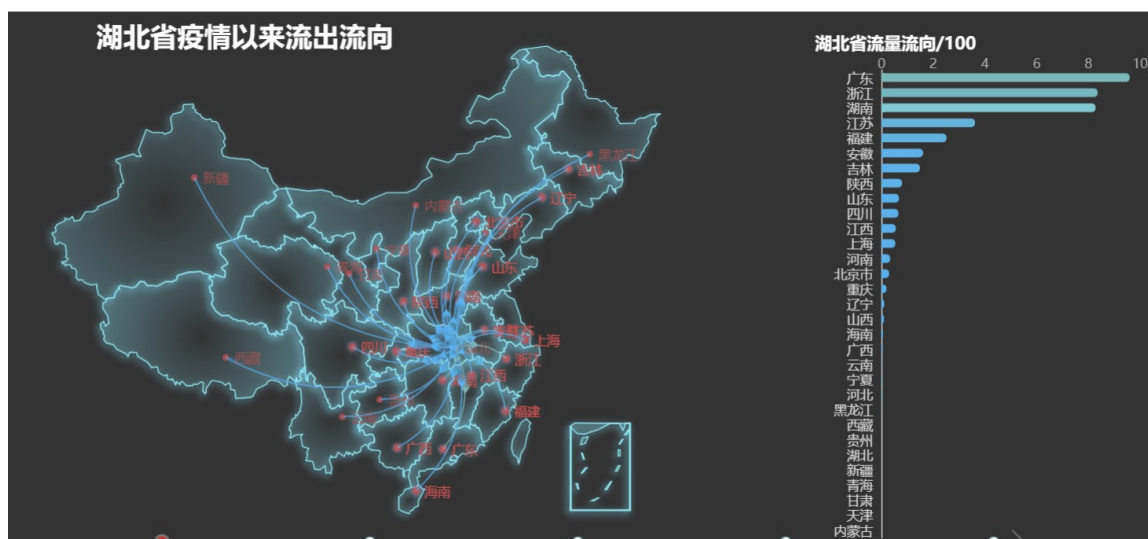 湖北省疫情以来流出流向
湖北省流量流向/100
0 2 4 6 8 10
广东
浙江
湖南
江苏
福建
安徽
吉林
陕西
山东
四川
江西
上海
河南
北京市
重庆
辽宁
山西
海南
广西
云南
宁夏
河北
黑龙江
西藏
贵州
湖北
新疆
青海
甘肃
天津
内蒙古
黑龙江
吉林
新疆
辽宁
内蒙古
山东
陕西
上海
四川
浙江
西藏
江西
福建
广西
广东
海南